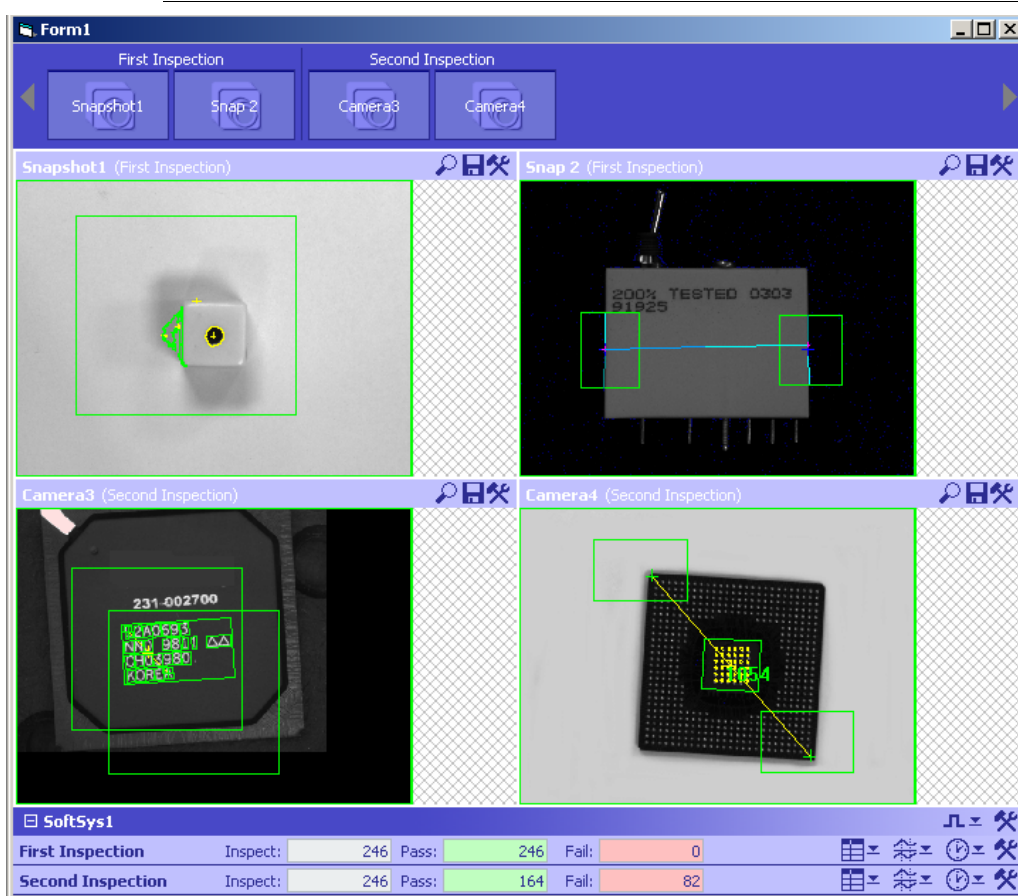 Form1
First Inspection
Second Inspection
Snapshot1
Snap 2
Camera3
Camera4
Snapshot1 (First Inspection)
Snap 2 (First Inspection)
200% TESTED 0303
91925
Camera3 (Second Inspection)
Camera4 (Second Inspection)
231-002700
2A0693
9811
KOREA
SoftSys1
First Inspection Inspect: 246 Pass: 246 Fail: 0
Second Inspection Inspect: 246 Pass: 164 Fail: 82